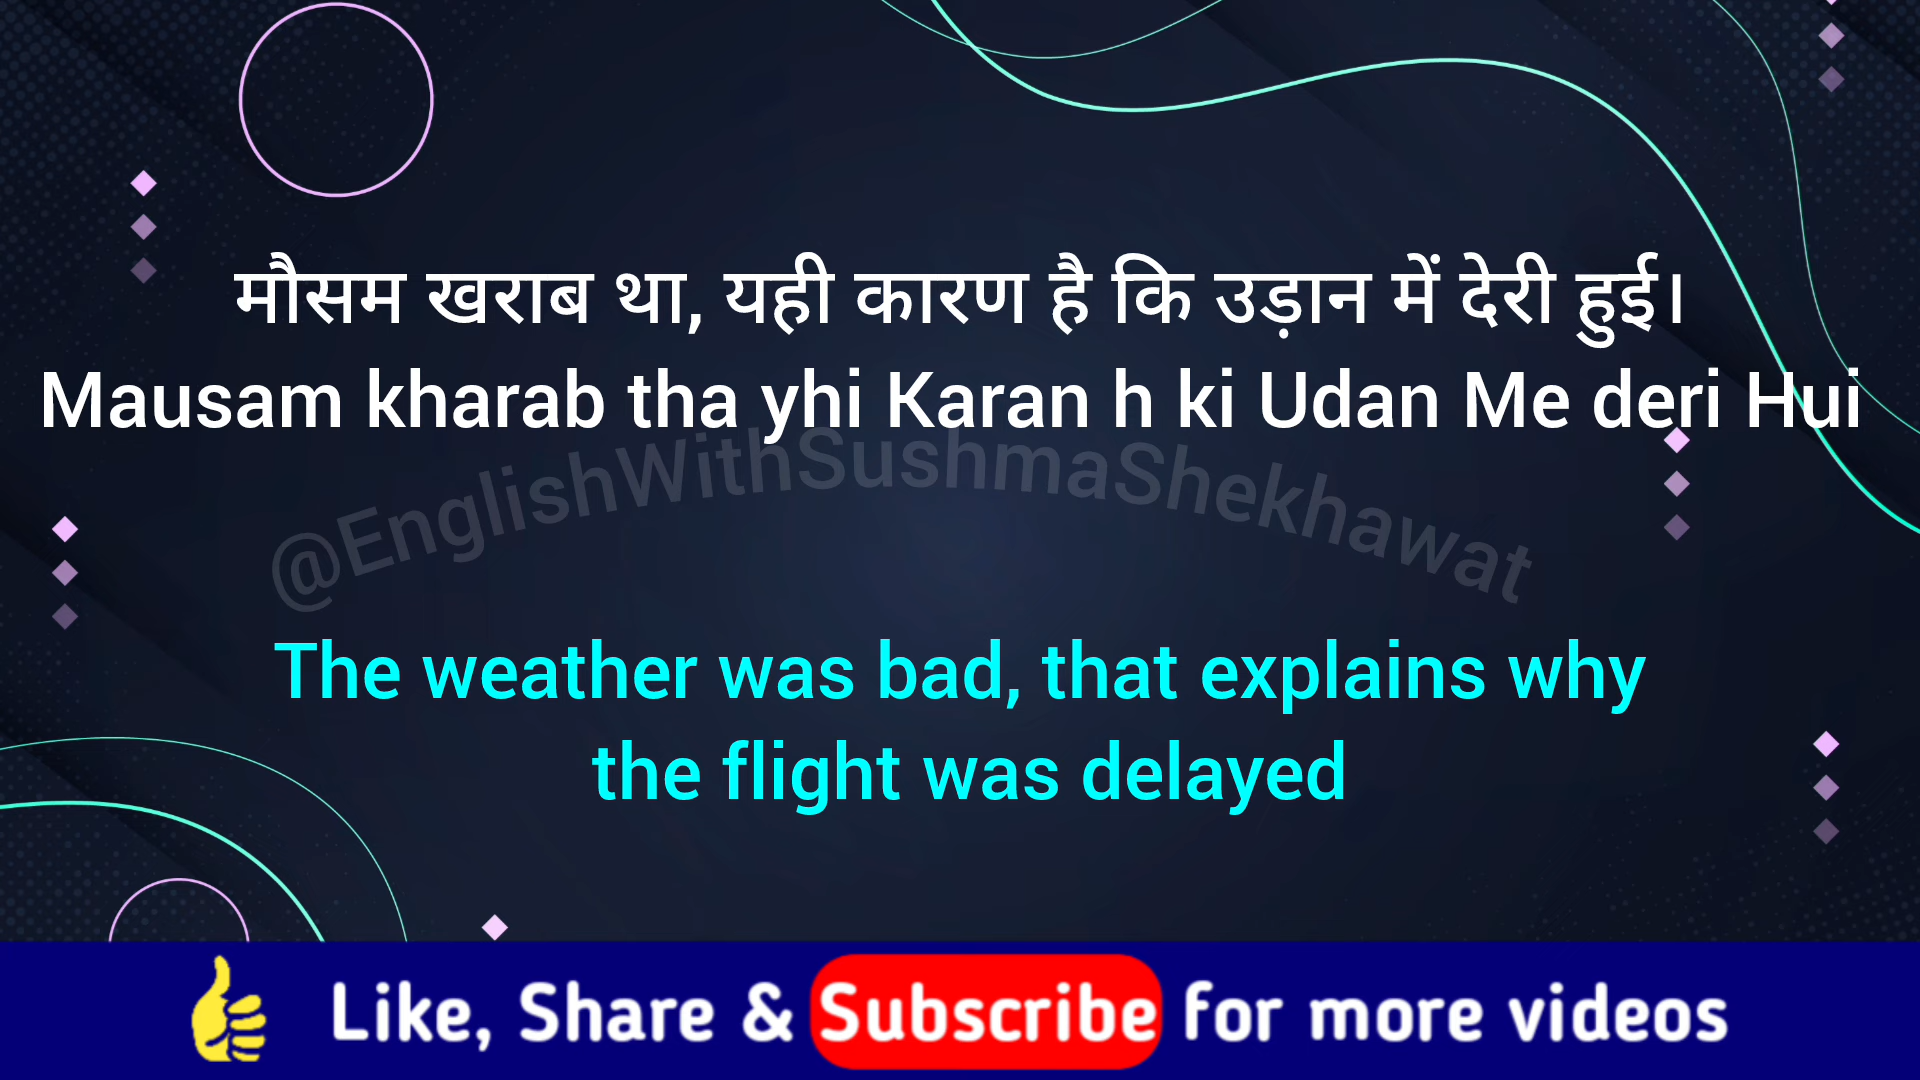 मौसम खराब था, यही कारण है कि उड़ान में देरी हुई।
Mausam kharab tha yhi Karan h ki Udan Me deri Hui
@EnglishWithSushmaShekhawat
The weather was bad, that explains why
the flight was delayed
Like, Share & Subscribe for more videos